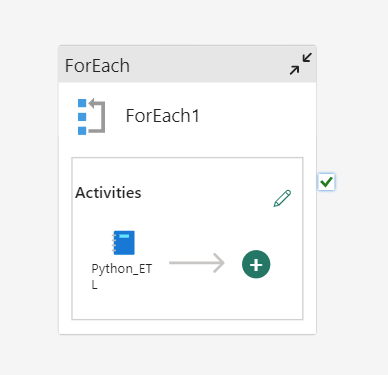 ForEach
ForEach1
Activities
Python_ET
L